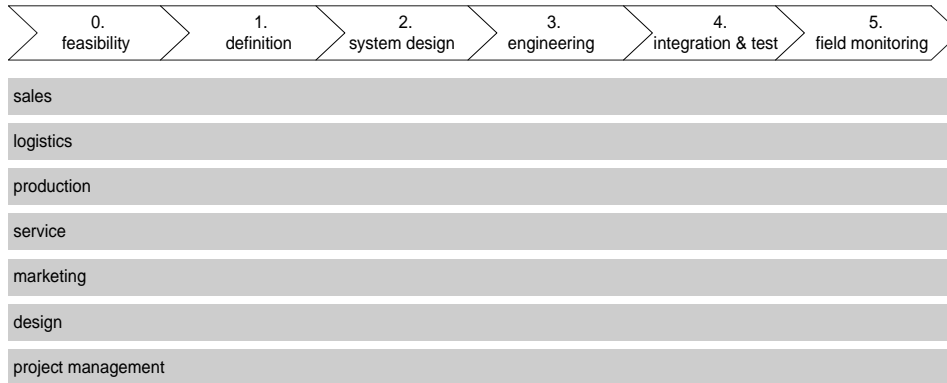 0.
feasibility
1.
definition
2.
system design
3.
engineering
4.
integration & test
5.
field monitoring
sales
logistics
production
service
marketing
design
project management